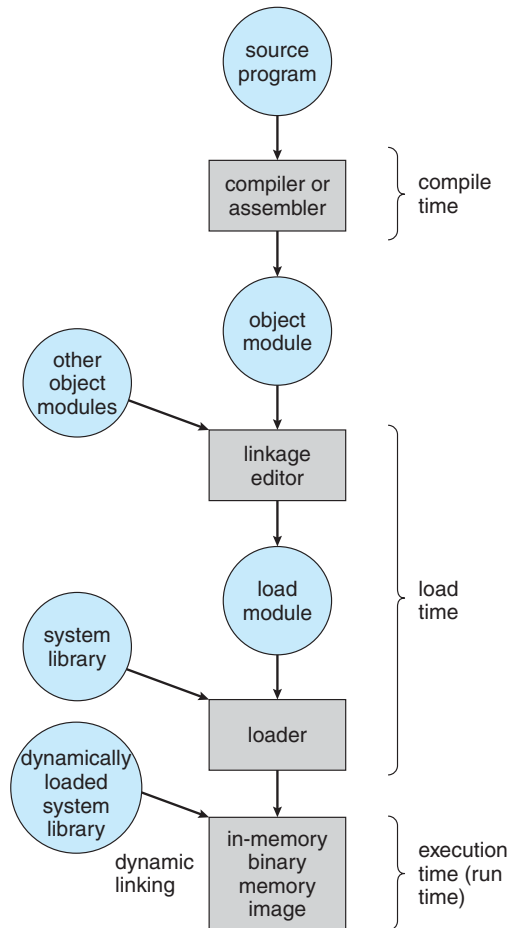 source
program
compiler or
assembler
compile
time
object
module
other
object
modules
linkage
editor
load
module
load
time
system
library
loader
dynamically
loaded
system
library
dynamic
linking
in-memory
binary
memory
image
execution
time (run
time)